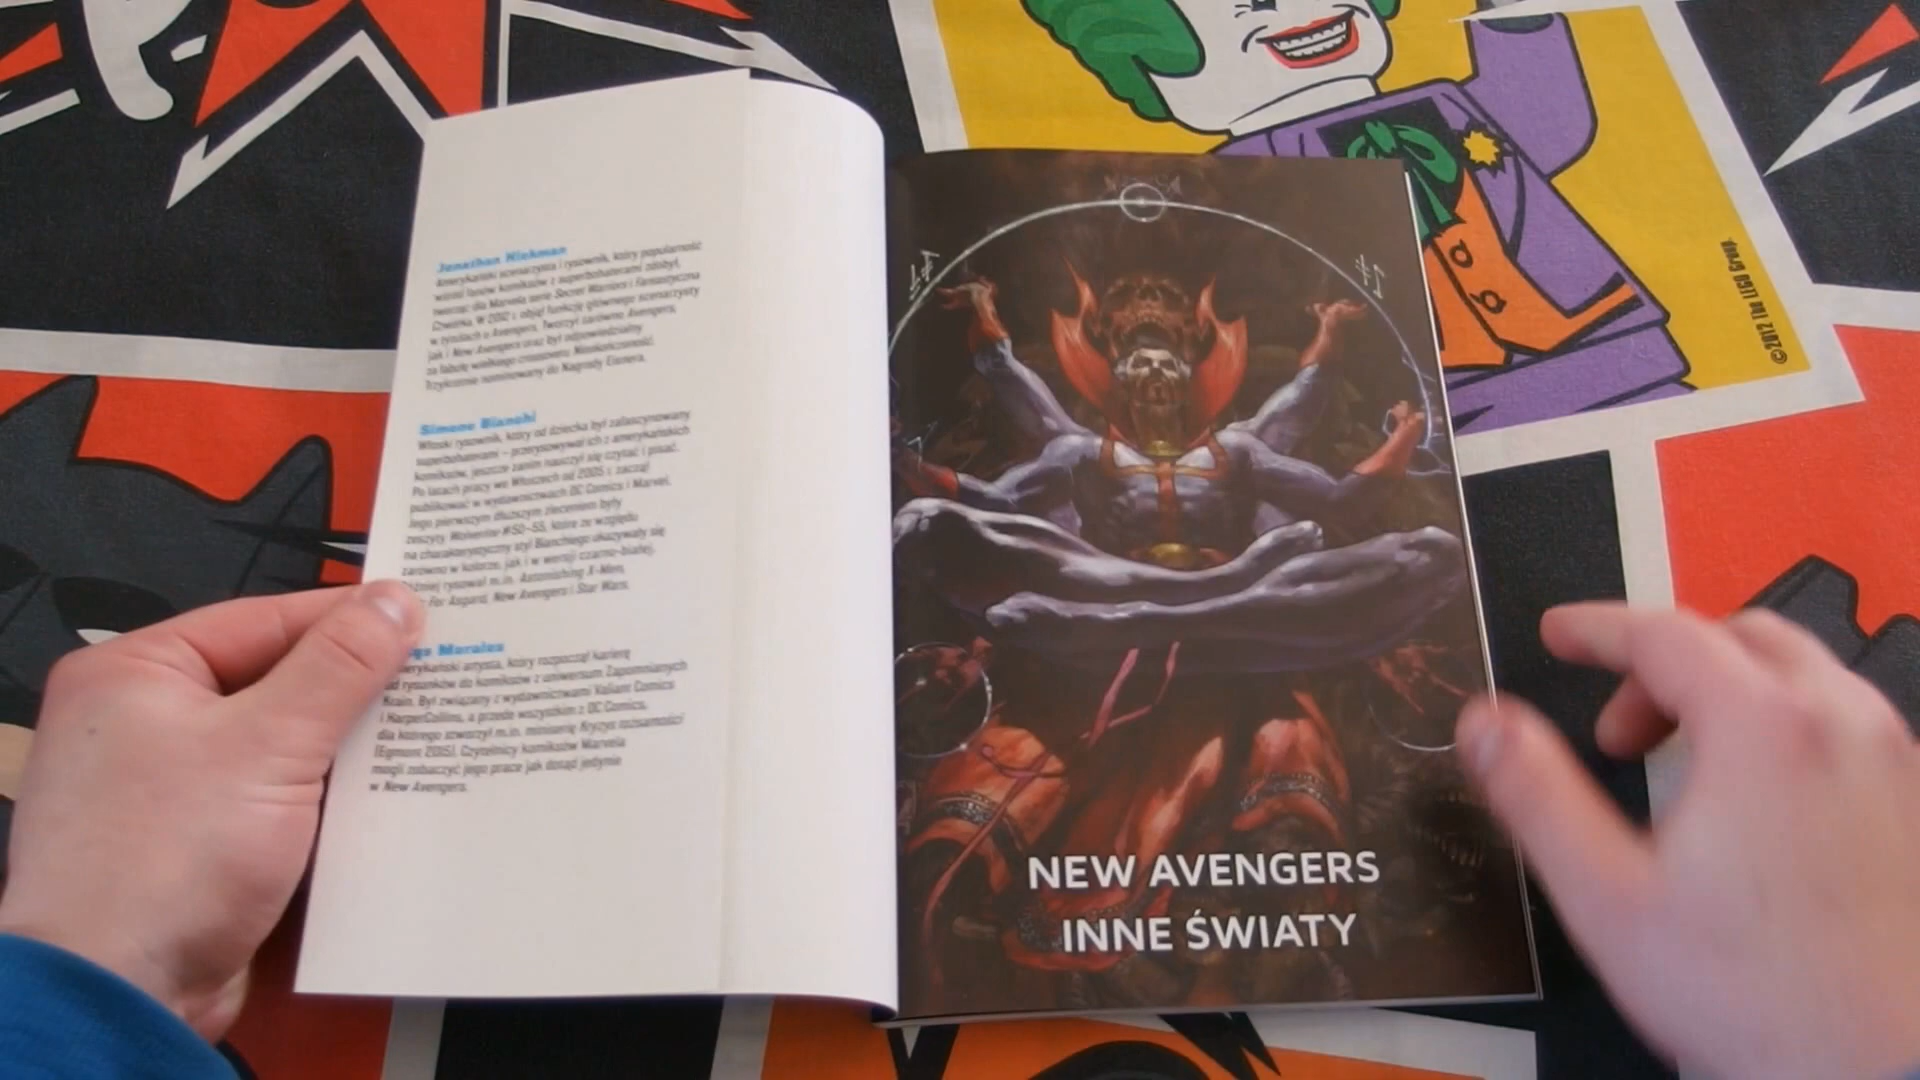 Jonathan Hickman
Amerykański scenarzysta i rysownik, który popularność
wśród fanów komiksów z superbohaterami zdobył,
tworząc dla Marvela serie Secret Warriors i Fantastyczna
Czwórka. W 2012 r. objął funkcję głównego scenarzysty
w tytułach o Avengers. Tworzył zarówno Avengers,
jak i New Avengers oraz był odpowiedzialny
za fabułę wielkiego crossoveru Nieskończoność.
Trzykrotnie nominowany do Nagrody Eisnera.
Simone Bianchi
Włoski rysownik, który od dziecka był zafascynowany
superbohaterami – przerysowywał ich z amerykańskich
komiksów, jeszcze zanim nauczył się czytać i pisać.
Po latach pracy we Włoszech od 2005 r. zaczął
publikować w wydawnictwach DC Comics i Marvel.
Jego pierwszym dłuższym zleceniem były
zeszyty Wolverine #50–55, które ze względu
na charakterystyczny styl Bianchiego ukazywały się
zarówno w kolorze, jak i w wersji czarno-białej.
Później rysował m.in. Astonishing X-Men,
For Asgard, New Avengers i Star Wars.
Morales
amerykański artysta, który rozpoczął karierę
od rysunków do komiksów z uniwersum Zapomnianych
Krain. Był związany z wydawnictwami Valiant Comics
i HarperCollins, a przede wszystkim z DC Comics,
dla którego stworzył m.in. miniserię Kryzys tożsamości
(Egmont 2015). Czytelnicy komiksów Marvela
mogli zobaczyć jego prace jak dotąd jedynie
w New Avengers.
NEW AVENGERS
INNE ŚWIATY
©2012 The LEGO Group.